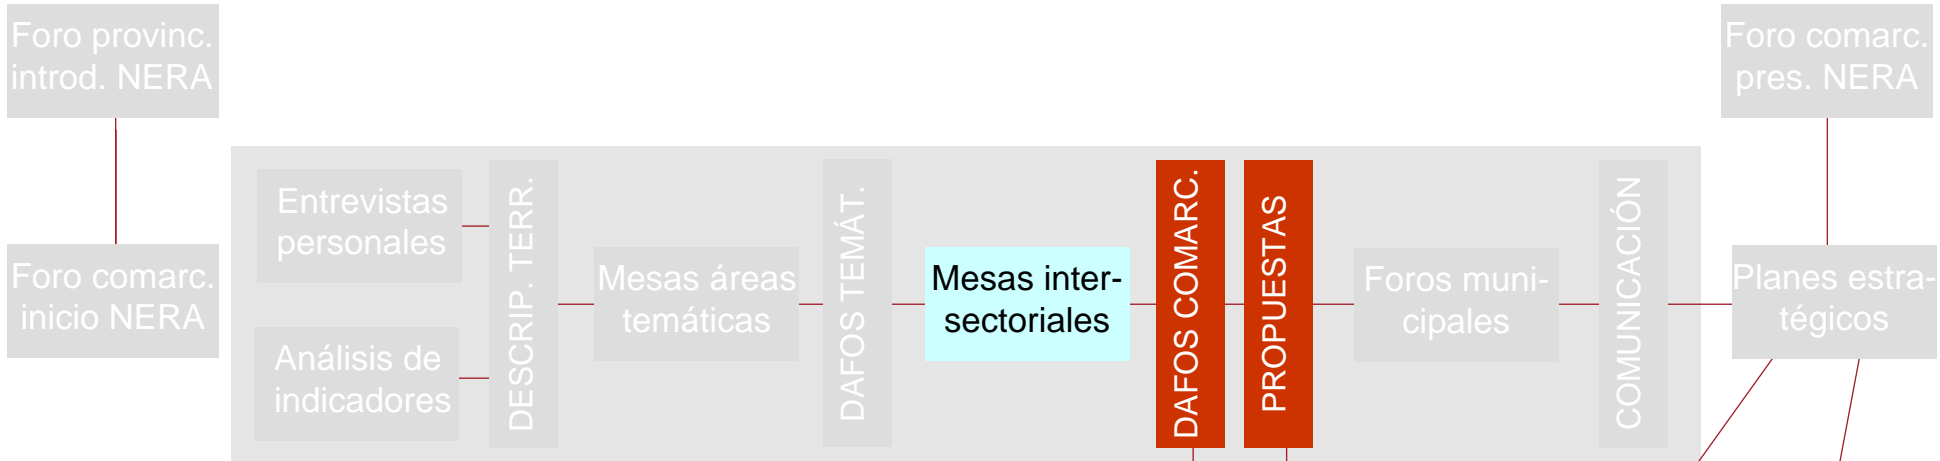 Foro provinc.
introd. NERA
Foro comarc.
inicio NERA
Entrevistas
personales
Análisis de
indicadores
DESCRIP. TERR.
Mesas áreas
temáticas
DAFOS TEMÁT.
Mesas inter-
sectoriales
DAFOS COMARC.
PROPUESTAS
Foros muni-
cipales
COMUNICACIÓN
Foro comarc.
pres. NERA
Planes estra-
tégicos